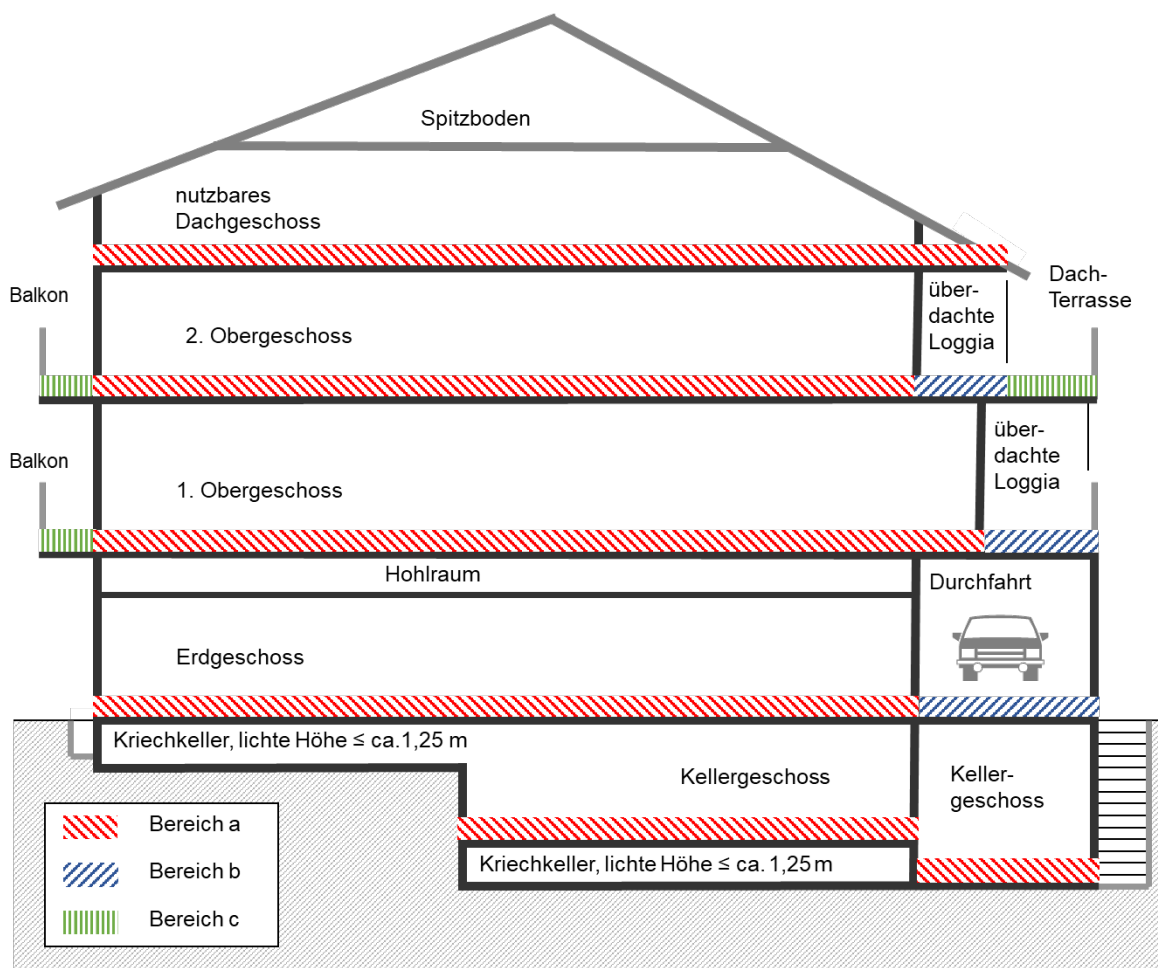 Spitzboden
nutzbares
Dachgeschoss
Balkon
2. Obergeschoss
über-
dachte
Loggia
Dach-
Terrasse
Balkon
1. Obergeschoss
über-
dachte
Loggia
Hohlraum
Durchfahrt
Erdgeschoss
Kriechkeller, lichte Höhe ≤ ca.1,25 m
Kellergeschoss
Keller-
geschoss
Kriechkeller, lichte Höhe ≤ ca. 1,25 m
Bereich a
Bereich b
Bereich c